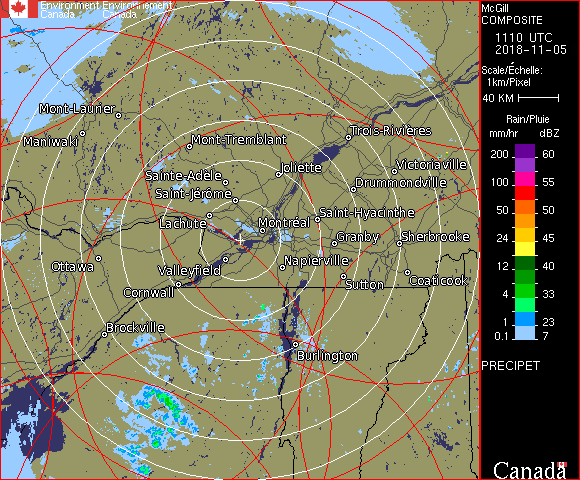 Environment Environnement
Canada Canada
McGill
COMPOSITE
1110 UTC
2018-11-05
Scale/Échelle:
1km/Pixel
40 KM
Rain/Pluie
mm/hr dBZ
200 60
100 55
50 50
24 45
12 40
4 33
1 23
0.1 7
PRECIPET
Canada
Mont-Laurier
Maniwaki
Mont-Tremblant
Trois-Rivières
Joliette
Victoriaville
Sainte-Adèle
Drummondville
Saint-Jérôme
Saint-Hyacinthe
Lachute
Montréal
Granby
Sherbrooke
Ottawa
Valleyfield
Napierville
Cornwall
Sutton
Coaticook
Brockville
Burlington